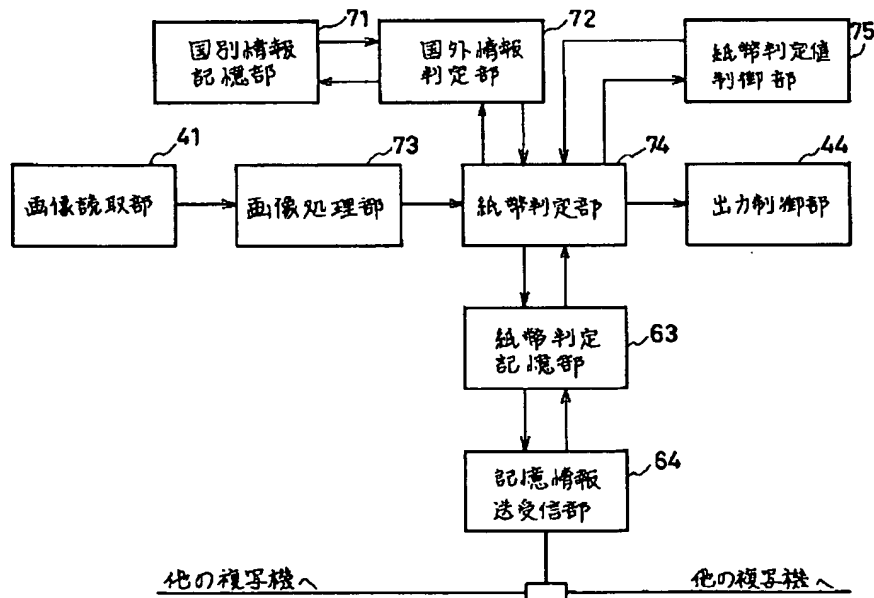 71
国別情報
記憶部
72
国外情報
判定部
75
紙幣判定値
制御部
41
画像読取部
73
画像処理部
74
紙幣判定部
44
出力制御部
63
紙幣判定
記憶部
64
記憶情報
送受信部
他の複写機へ
他の複写機へ